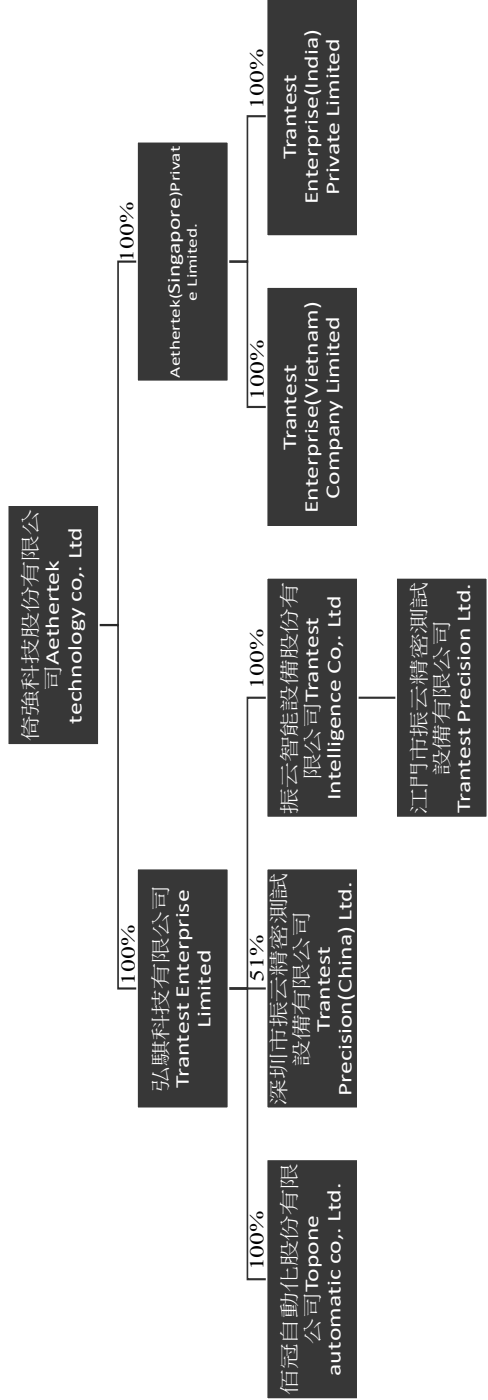 倚強科技股份有限公
司Aethertek
technology co,. Ltd
100%
弘騏科技有限公司
Trantest Enterprise
Limited
100%
Aethertek(Singapore)Privat
e Limited.
100%
佰冠自動化股份有限
公司Topone
automatic co,. Ltd.
51%
深圳市振云精密測試
設備有限公司
Trantest
Precision(China) Ltd.
100%
振云智能設備股份有
限公司Trantest
Intelligence Co,. Ltd
100%
Trantest
Enterprise(Vietnam)
Company Limited
100%
Trantest
Enterprise(India)
Private Limited
江門市振云精密測試
設備有限公司
Trantest Precision Ltd.